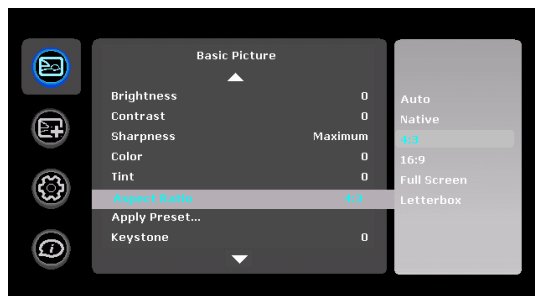 Basic Picture
Brightness 0
Contrast 0
Sharpness Maximum
Color 0
Tint 0
Aspect Ratio 4:3
Apply Preset...
Keystone 0
Auto
Native
4:3
16:9
Full Screen
Letterbox